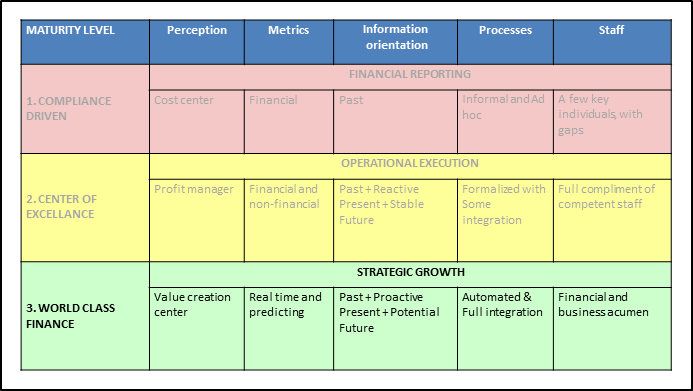 MATURITY LEVEL Perception Metrics Information orientation Processes Staff
FINANCIAL REPORTING
1. COMPLIANCE DRIVEN
Cost center Financial Past Informal and Ad hoc A few key individuals, with gaps
OPERATIONAL EXECUTION
2. CENTER OF EXCELLANCE
Profit manager Financial and non-financial Past + Reactive Present + Stable Future Formalized with Some integration Full compliment of competent staff
STRATEGIC GROWTH
3. WORLD CLASS FINANCE
Value creation center Real time and predicting Past + Proactive Present + Potential Future Automated & Full integration Financial and business acumen